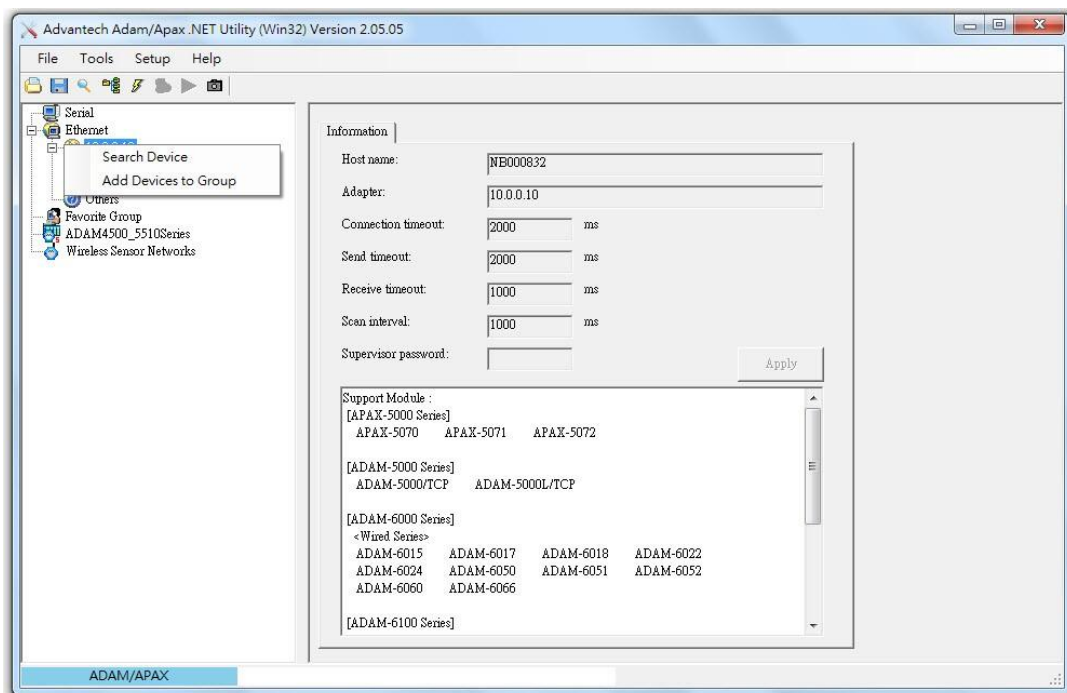 Advantech Adam/Apax .NET Utility (Win32) Version 2.05.05
File Tools Setup Help
Serial
Ethernet
Search Device
Add Devices to Group
Others
Favorite Group
ADAM4500_5510Series
Wireless Sensor Networks
Information
Host name: NB000832
Adapter: 10.0.0.10
Connection timeout: 2000 ms
Send timeout: 2000 ms
Receive timeout: 1000 ms
Scan interval: 1000 ms
Supervisor password:
Apply
Support Module :
[APAX-5000 Series]
APAX-5070 APAX-5071 APAX-5072
[ADAM-5000 Series]
ADAM-5000/TCP ADAM-5000L/TCP
[ADAM-6000 Series]
<Wired Series>
ADAM-6015 ADAM-6017 ADAM-6018 ADAM-6022
ADAM-6024 ADAM-6050 ADAM-6051 ADAM-6052
ADAM-6060 ADAM-6066
[ADAM-6100 Series]
ADAM/APAX